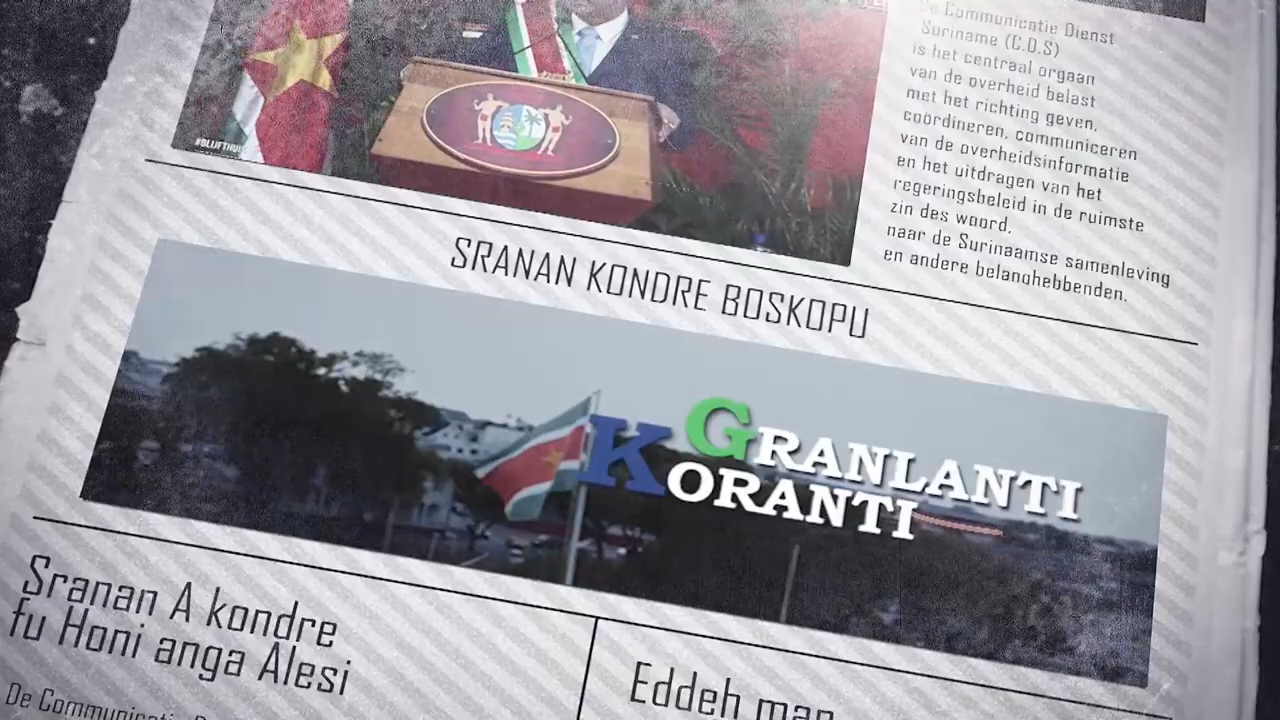 De Communicatie Dienst
Suriname (C.D.S)
is het centraal orgaan
van de overheid belast
met het richting geven,
coördineren, communiceren
van de overheidsinformatie
en het uitdragen van het
regeringsbeleid in de ruimste
zin des woord.
naar de Surinaamse samenleving
en andere belanghebbenden.
#BLIJFTHUIS
SRANAN KONDRE BOSKOPU
GRANLANTI
KORANTI
Sranan A kondre
fu Honi anga Alesi
De Communicatie
Eddeh man